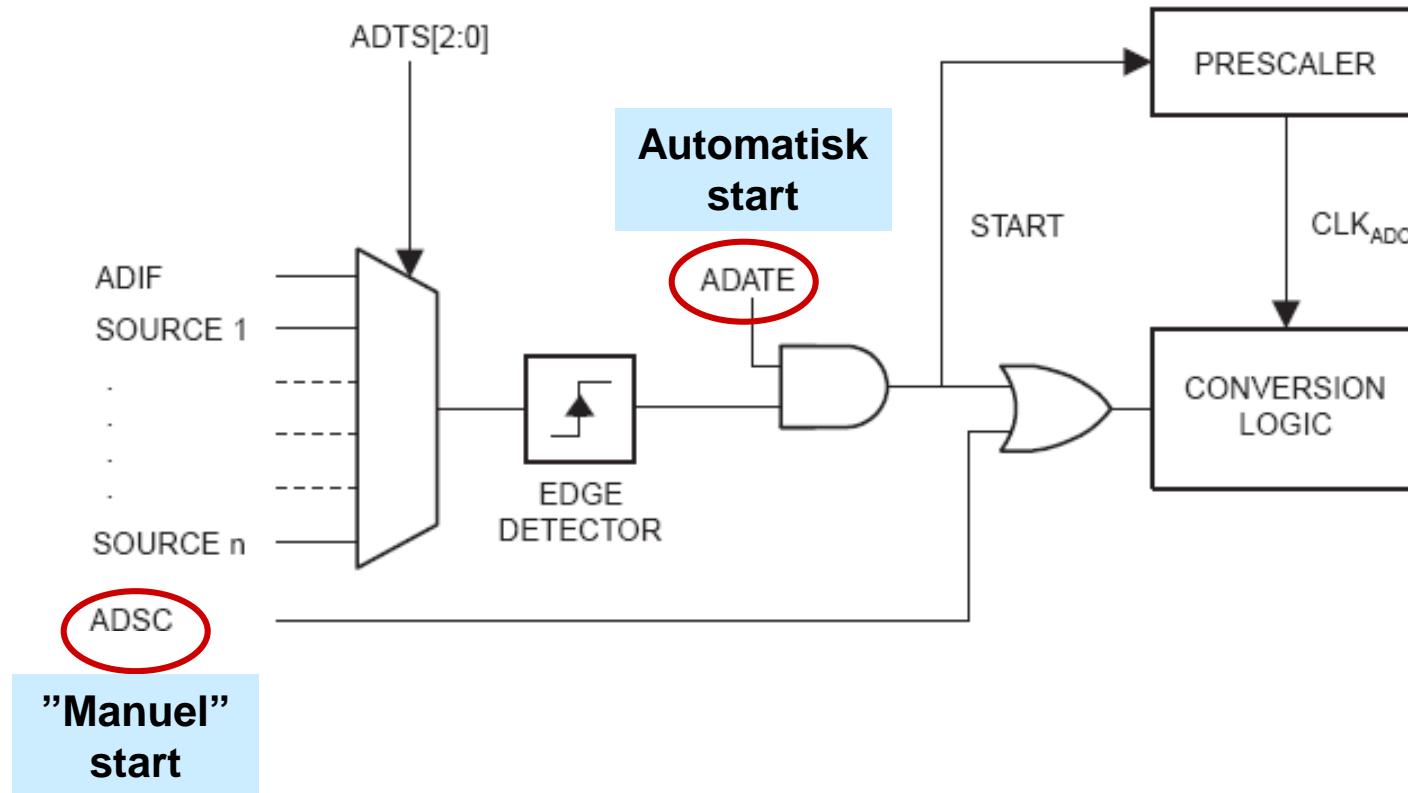 ADTS[2:0]
PRESCALER
Automatisk
start
START
CLKADC
ADIF
ADATE
SOURCE 1
.
.
.
.
CONVERSION
LOGIC
EDGE
DETECTOR
SOURCE n
ADSC
”Manuel”
start